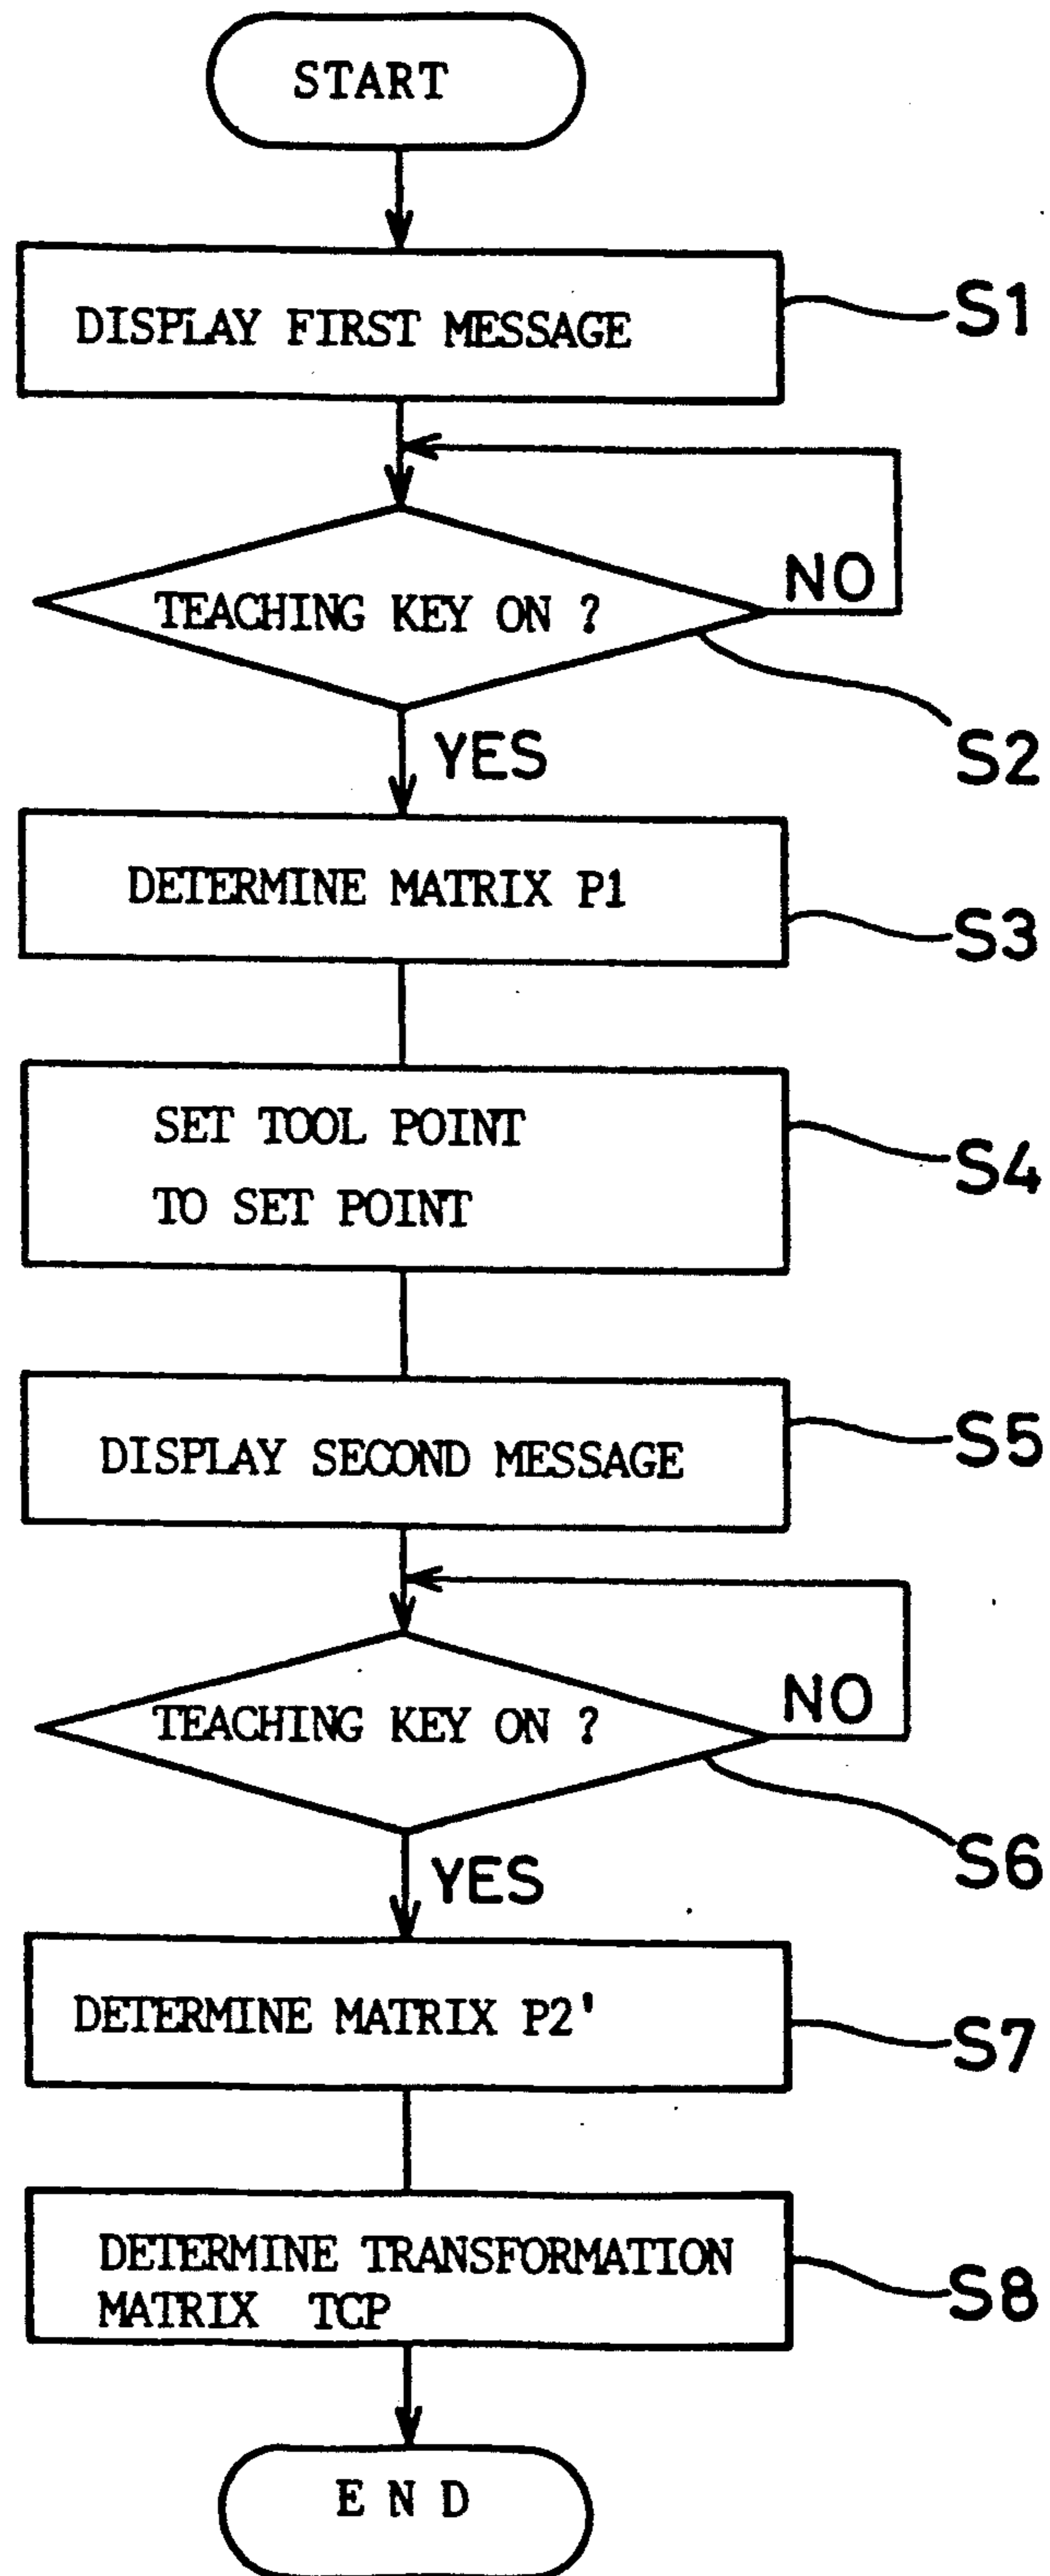 START
DISPLAY FIRST MESSAGE
S1
TEACHING KEY ON ?
NO
S2
YES
DETERMINE MATRIX P1
S3
SET TOOL POINT
TO SET POINT
S4
DISPLAY SECOND MESSAGE
S5
TEACHING KEY ON ?
NO
S6
YES
DETERMINE MATRIX P2'
S7
DETERMINE TRANSFORMATION
MATRIX TCP
S8
E N D